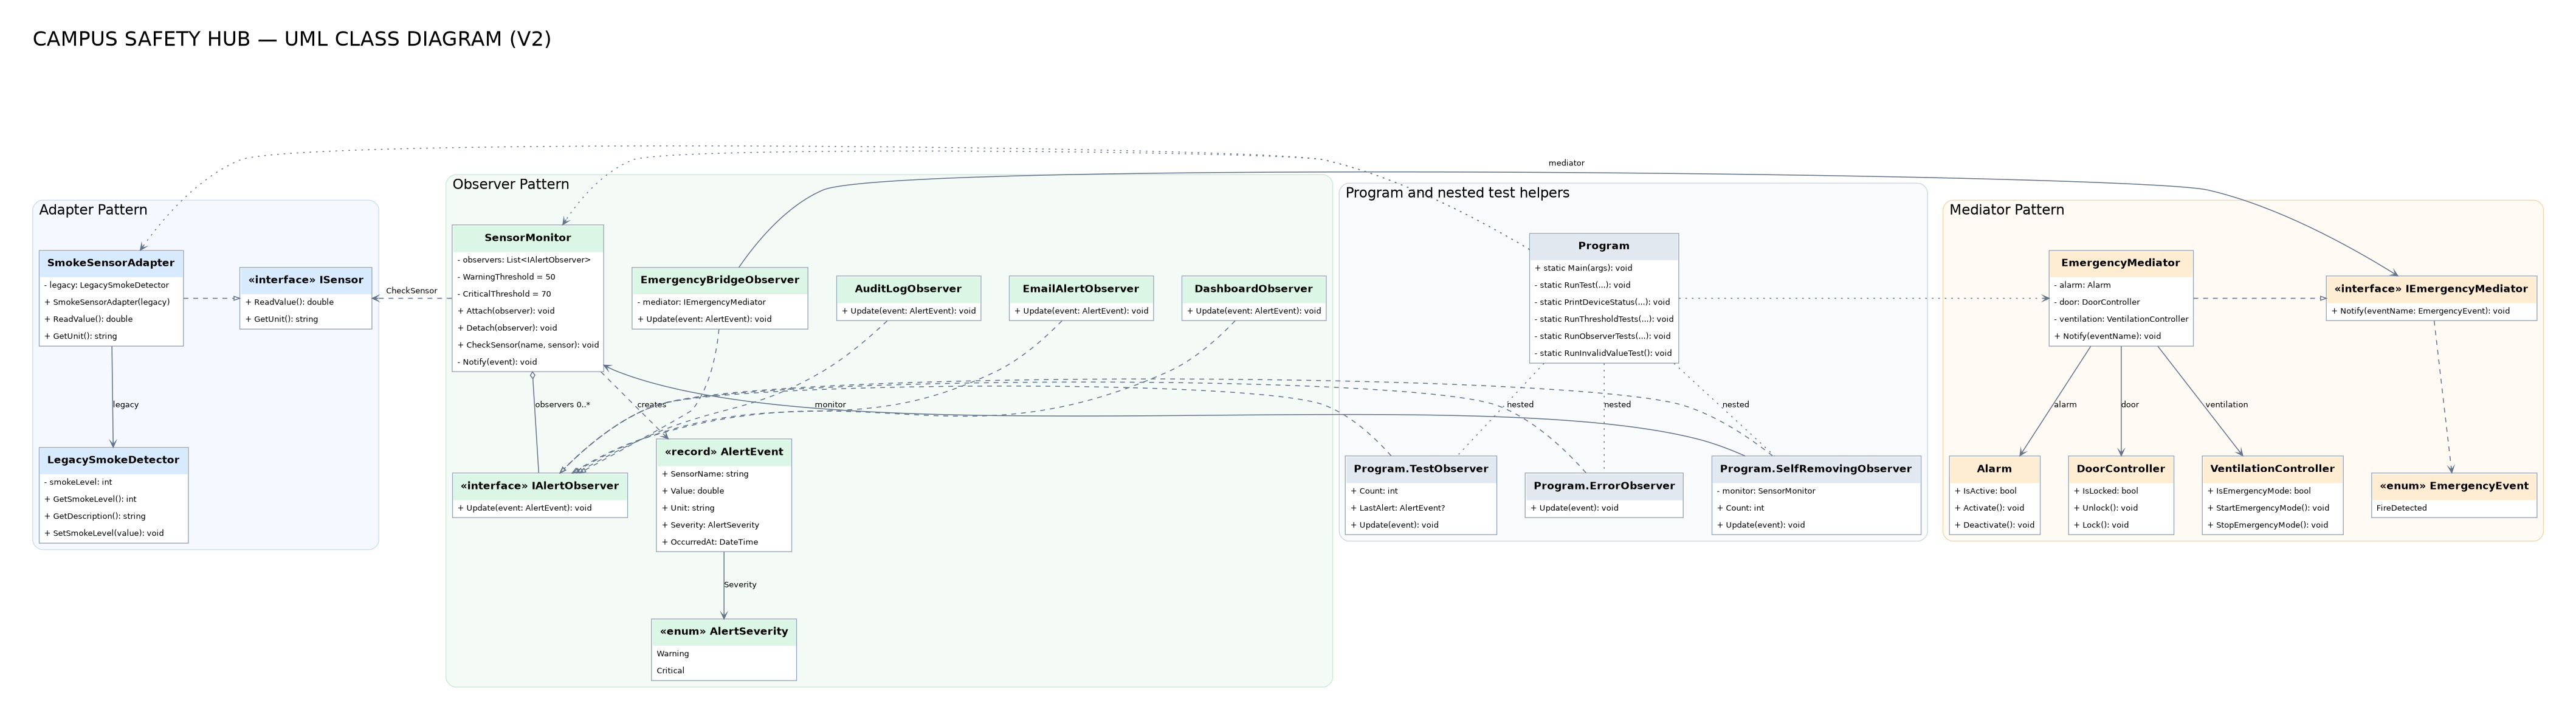 CAMPUS SAFETY HUB — UML CLASS DIAGRAM (V2)
Adapter Pattern
SmokeSensorAdapter
- legacy: LegacySmokeDetector
+ SmokeSensorAdapter(legacy)
+ ReadValue(): double
+ GetUnit(): string
«interface» ISensor
+ ReadValue(): double
+ GetUnit(): string
legacy
LegacySmokeDetector
- smokeLevel: int
+ GetSmokeLevel(): int
+ GetDescription(): string
+ SetSmokeLevel(value): void
CheckSensor
Observer Pattern
SensorMonitor
- observers: List<IAlertObserver>
- WarningThreshold = 50
- CriticalThreshold = 70
+ Attach(observer): void
+ Detach(observer): void
+ CheckSensor(name, sensor): void
- Notify(event): void
EmergencyBridgeObserver
- mediator: IEmergencyMediator
+ Update(event: AlertEvent): void
AuditLogObserver
+ Update(event: AlertEvent): void
EmailAlertObserver
+ Update(event: AlertEvent): void
DashboardObserver
+ Update(event: AlertEvent): void
observers 0..*
creates
monitor
«interface» IAlertObserver
+ Update(event: AlertEvent): void
«record» AlertEvent
+ SensorName: string
+ Value: double
+ Unit: string
+ Severity: AlertSeverity
+ OccurredAt: DateTime
Severity
«enum» AlertSeverity
Warning
Critical
mediator
Program and nested test helpers
Program
+ static Main(args): void
- static RunTest(...): void
- static PrintDeviceStatus(...): void
- static RunThresholdTests(...): void
- static RunObserverTests(...): void
- static RunInvalidValueTest(): void
nested
nested
nested
Program.TestObserver
+ Count: int
+ LastAlert: AlertEvent?
+ Update(event): void
Program.ErrorObserver
+ Update(event): void
Program.SelfRemovingObserver
- monitor: SensorMonitor
+ Count: int
+ Update(event): void
Mediator Pattern
EmergencyMediator
- alarm: Alarm
- door: DoorController
- ventilation: VentilationController
+ Notify(eventName): void
«interface» IEmergencyMediator
+ Notify(eventName: EmergencyEvent): void
alarm
door
ventilation
Alarm
+ IsActive: bool
+ Activate(): void
+ Deactivate(): void
DoorController
+ IsLocked: bool
+ Unlock(): void
+ Lock(): void
VentilationController
+ IsEmergencyMode: bool
+ StartEmergencyMode(): void
+ StopEmergencyMode(): void
«enum» EmergencyEvent
FireDetected